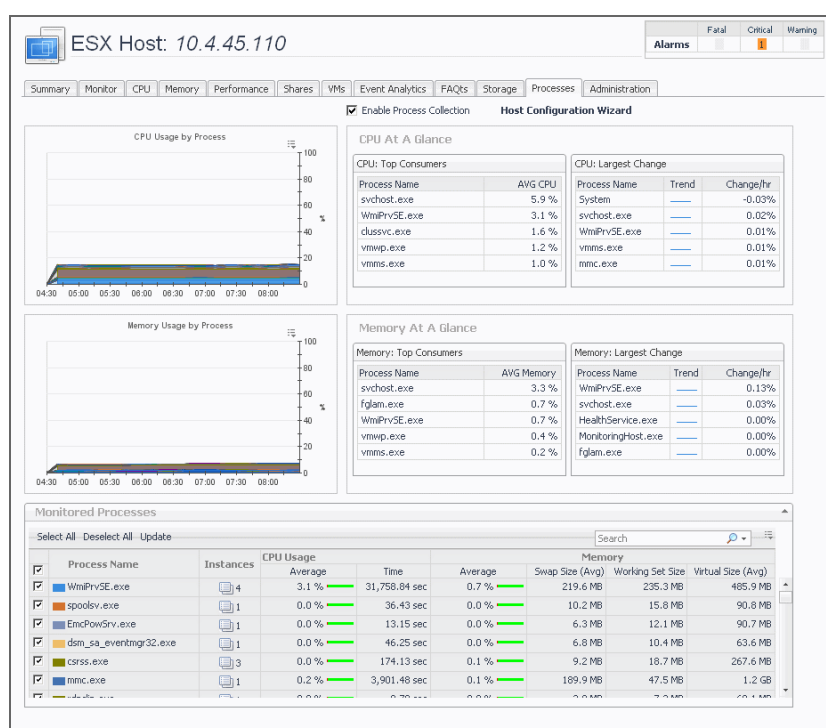 ESX Host: 10.4.45.110
Fatal Critical Warning
Alarms 1
Summary Monitor CPU Memory Performance Shares VMs Event Analytics FAQts Storage Processes Administration
Enable Process Collection Host Configuration Wizard
CPU Usage by Process
100
80
60
%
40
20
0
04:30 05:00 05:30 06:00 06:30 07:00 07:30 08:00
CPU At A Glance
CPU: Top Consumers
Process Name AVG CPU
svchost.exe 5.9 %
WmiPrvSE.exe 3.1 %
clussvc.exe 1.6 %
vmwp.exe 1.2 %
vmms.exe 1.0 %
CPU: Largest Change
Process Name Trend Change/hr
System -0.03%
svchost.exe 0.02%
WmiPrvSE.exe 0.01%
vmms.exe 0.01%
mmc.exe 0.01%
Memory Usage by Process
100
80
60
%
40
20
0
04:30 05:00 05:30 06:00 06:30 07:00 07:30 08:00
Memory At A Glance
Memory: Top Consumers
Process Name AVG Memory
svchost.exe 3.3 %
fglam.exe 0.7 %
WmiPrvSE.exe 0.7 %
vmwp.exe 0.4 %
vmms.exe 0.2 %
Memory: Largest Change
Process Name Trend Change/hr
WmiPrvSE.exe 0.13%
svchost.exe 0.03%
HealthService.exe 0.00%
MonitoringHost.exe 0.00%
fglam.exe 0.00%
Monitored Processes
Select All Deselect All Update Search
Process Name Instances CPU Usage Memory
Average Time Average Swap Size (Avg) Working Set Size Virtual Size (Avg)
WmiPrvSE.exe 4 3.1 % 31,758.84 sec 0.7 % 219.6 MB 235.3 MB 485.9 MB
spoolsv.exe 1 0.0 % 36.43 sec 0.0 % 10.2 MB 15.8 MB 90.8 MB
EmcPowSrv.exe 1 0.0 % 13.15 sec 0.0 % 6.3 MB 12.1 MB 90.7 MB
dsm_sa_eventmgr32.exe 1 0.0 % 46.25 sec 0.0 % 6.8 MB 10.4 MB 63.6 MB
csrss.exe 3 0.0 % 174.13 sec 0.1 % 9.2 MB 18.7 MB 267.6 MB
mmc.exe 1 0.2 % 3,901.48 sec 0.1 % 189.9 MB 47.5 MB 1.2 GB